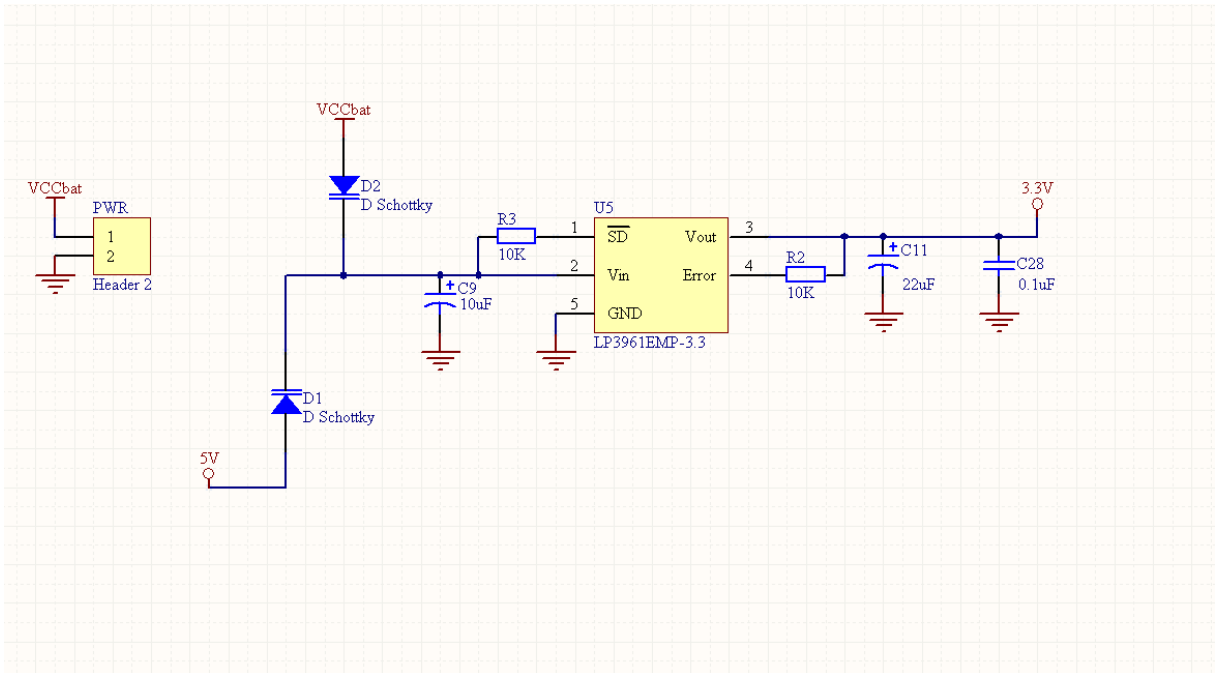 VCCbat
VCCbat
D2
D Schottky
PWR
1
2
Header 2
R3
10K
U5
1
SD
Vout
3
2
Vin
Error
4
5
GND
LP3961EMP-3.3
R2
10K
+
C9
10uF
3.3V
+
C11
22uF
C28
0.1uF
D1
D Schottky
5V